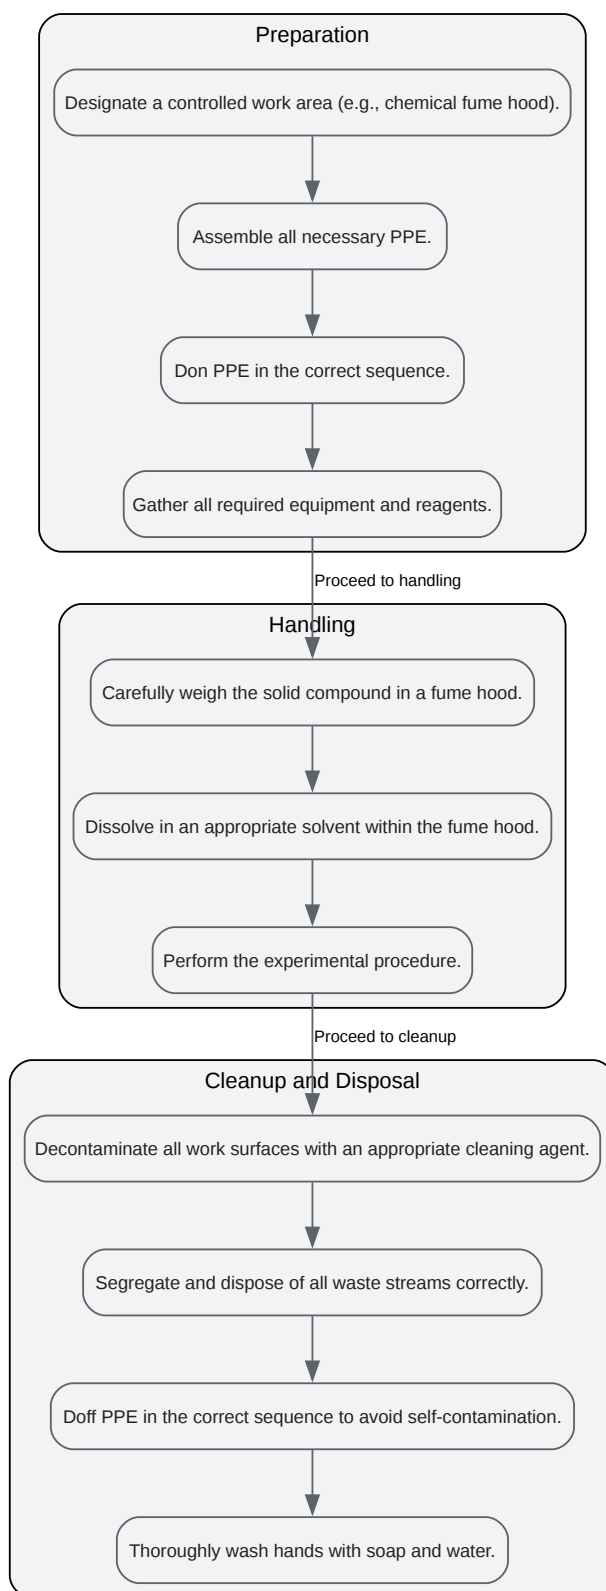 Preparation
Designate a controlled work area (e.g., chemical fume hood).
Assemble all necessary PPE.
Don PPE in the correct sequence.
Gather all required equipment and reagents.
Proceed to handling
Handling
Carefully weigh the solid compound in a fume hood.
Dissolve in an appropriate solvent within the fume hood.
Perform the experimental procedure.
Proceed to cleanup
Cleanup and Disposal
Decontaminate all work surfaces with an appropriate cleaning agent.
Segregate and dispose of all waste streams correctly.
Doff PPE in the correct sequence to avoid self-contamination.
Thoroughly wash hands with soap and water.